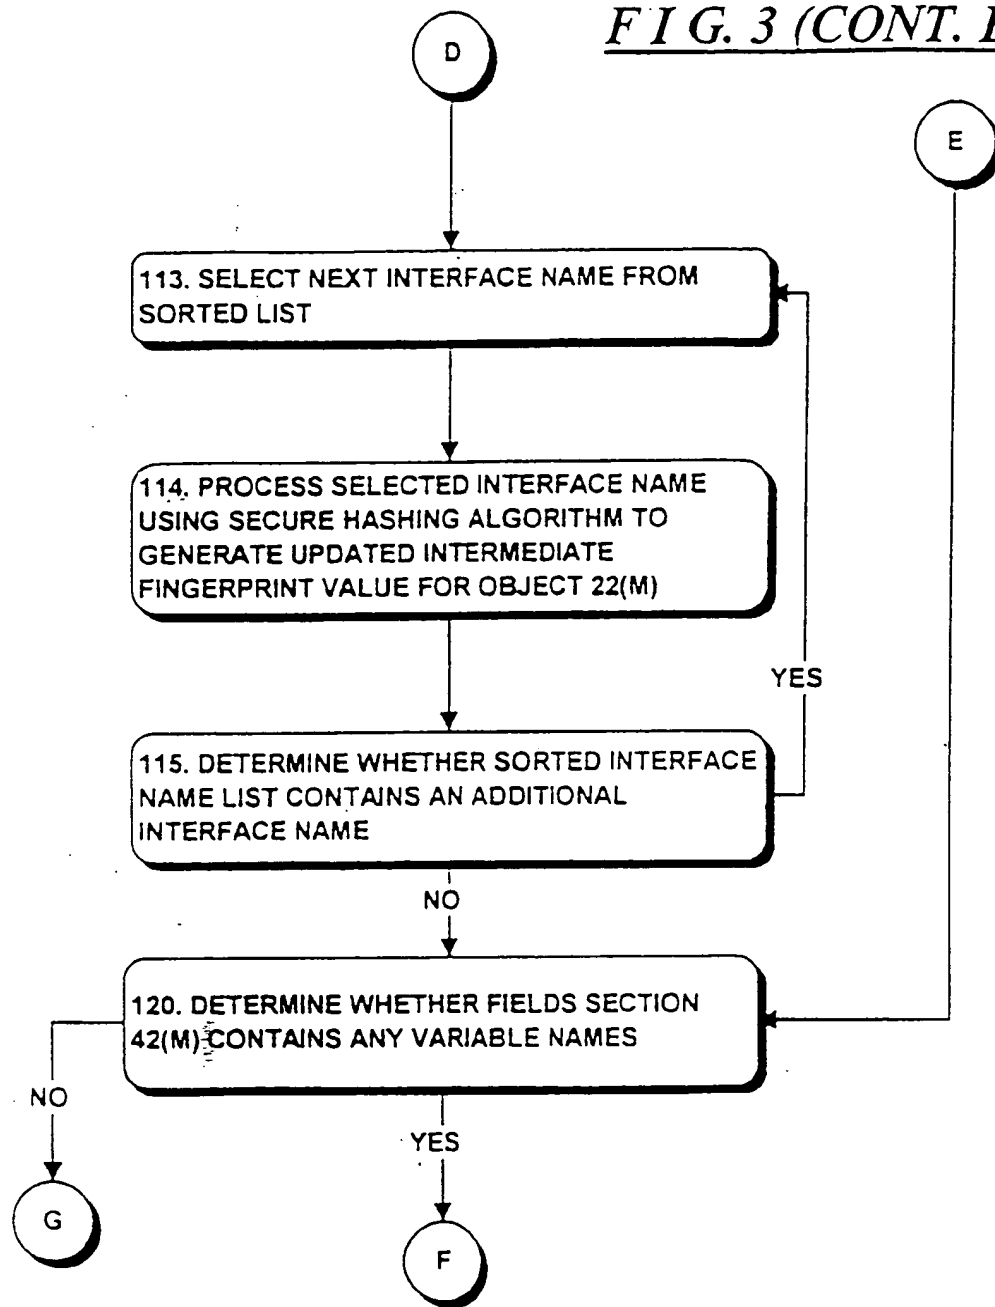 F I G. 3 (CONT.
D
E
113. SELECT NEXT INTERFACE NAME FROM
SORTED LIST
114. PROCESS SELECTED INTERFACE NAME
USING SECURE HASHING ALGORITHM TO
GENERATE UPDATED INTERMEDIATE
FINGERPRINT VALUE FOR OBJECT 22(M)
YES
115. DETERMINE WHETHER SORTED INTERFACE
NAME LIST CONTAINS AN ADDITIONAL
INTERFACE NAME
NO
120. DETERMINE WHETHER FIELDS SECTION
42(M) CONTAINS ANY VARIABLE NAMES
NO
YES
G
F